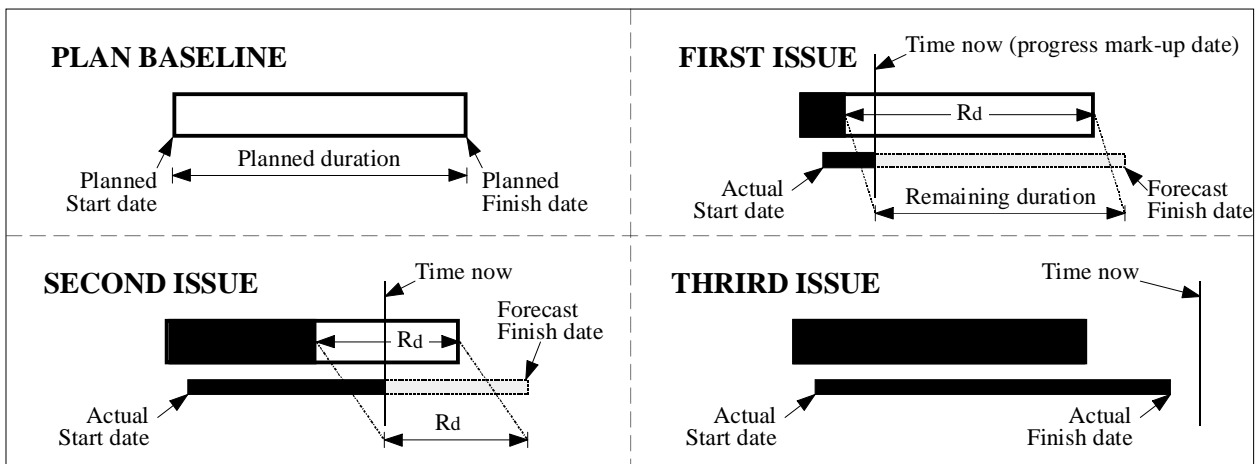 PLAN BASELINE
Planned duration
Planned
Start date
Planned
Finish date
FIRST ISSUE
Time now (progress mark-up date)
Rd
Actual
Start date
Remaining duration
Forecast
Finish date
SECOND ISSUE
Time now
Forecast
Finish date
Rd
Actual
Start date
Rd
THRIRD ISSUE
Time now
Actual
Start date
Actual
Finish date